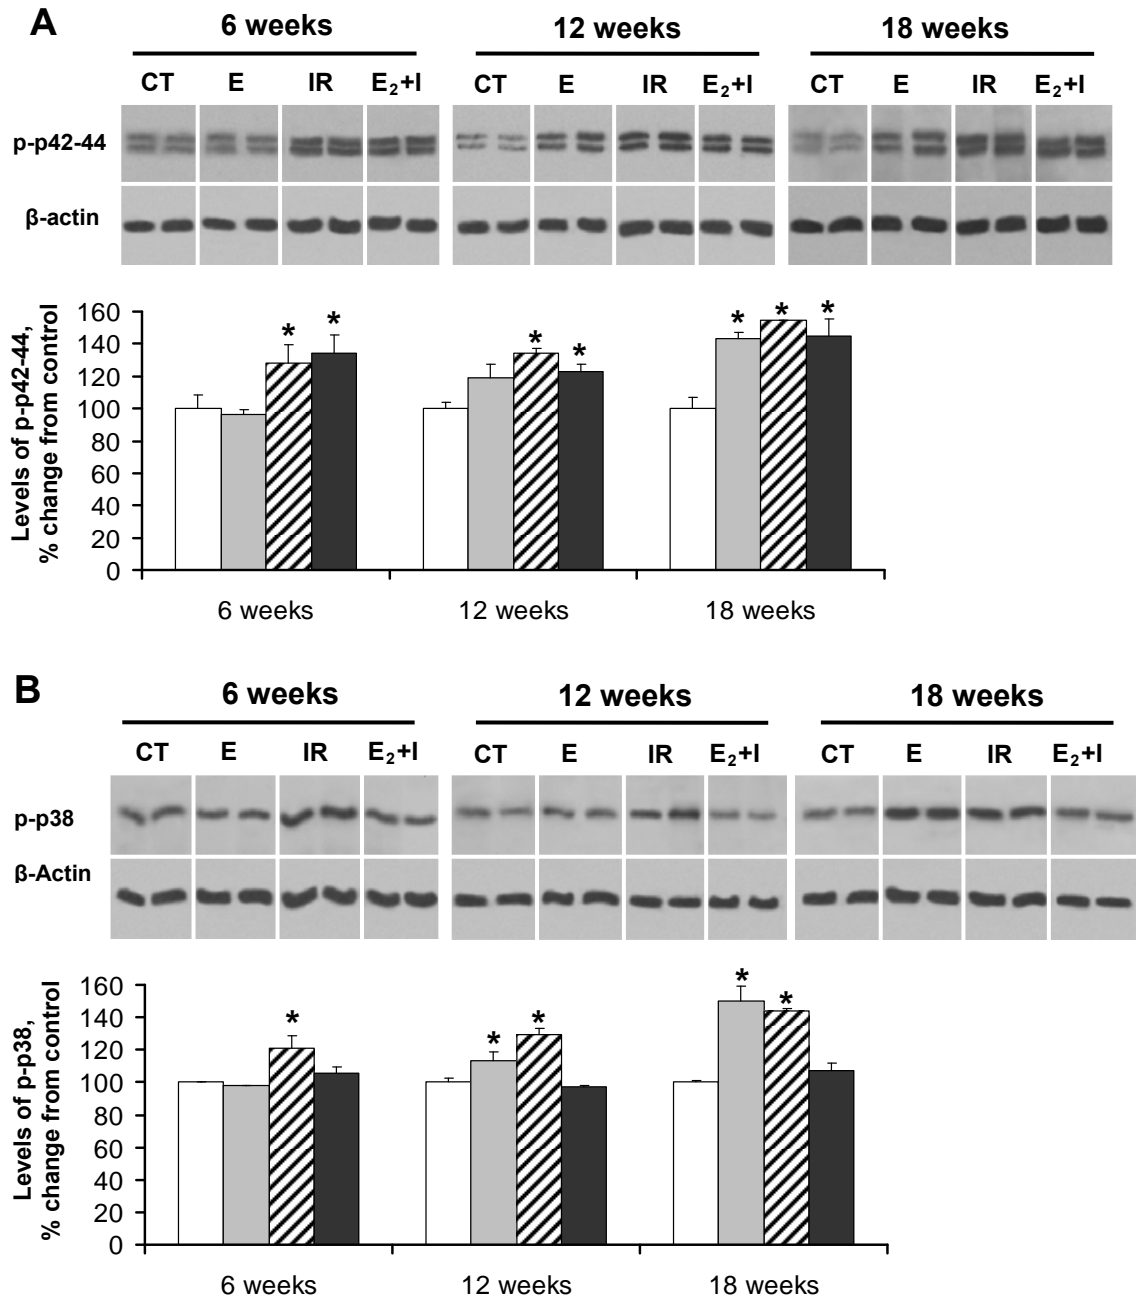 A
6 weeks 12 weeks 18 weeks
CT E IR E₂+I CT E IR E₂+I CT E IR E₂+I
p-p42-44
β-actin
Levels of p-p42-44,
% change from control
160
140
120
100
80
60
40
20
0
* * * * * * *
6 weeks 12 weeks 18 weeks
B
6 weeks 12 weeks 18 weeks
CT E IR E₂+I CT E IR E₂+I CT E IR E₂+I
p-p38
β-Actin
Levels of p-p38,
% change from control
160
140
120
100
80
60
40
20
0
* * * * *
6 weeks 12 weeks 18 weeks